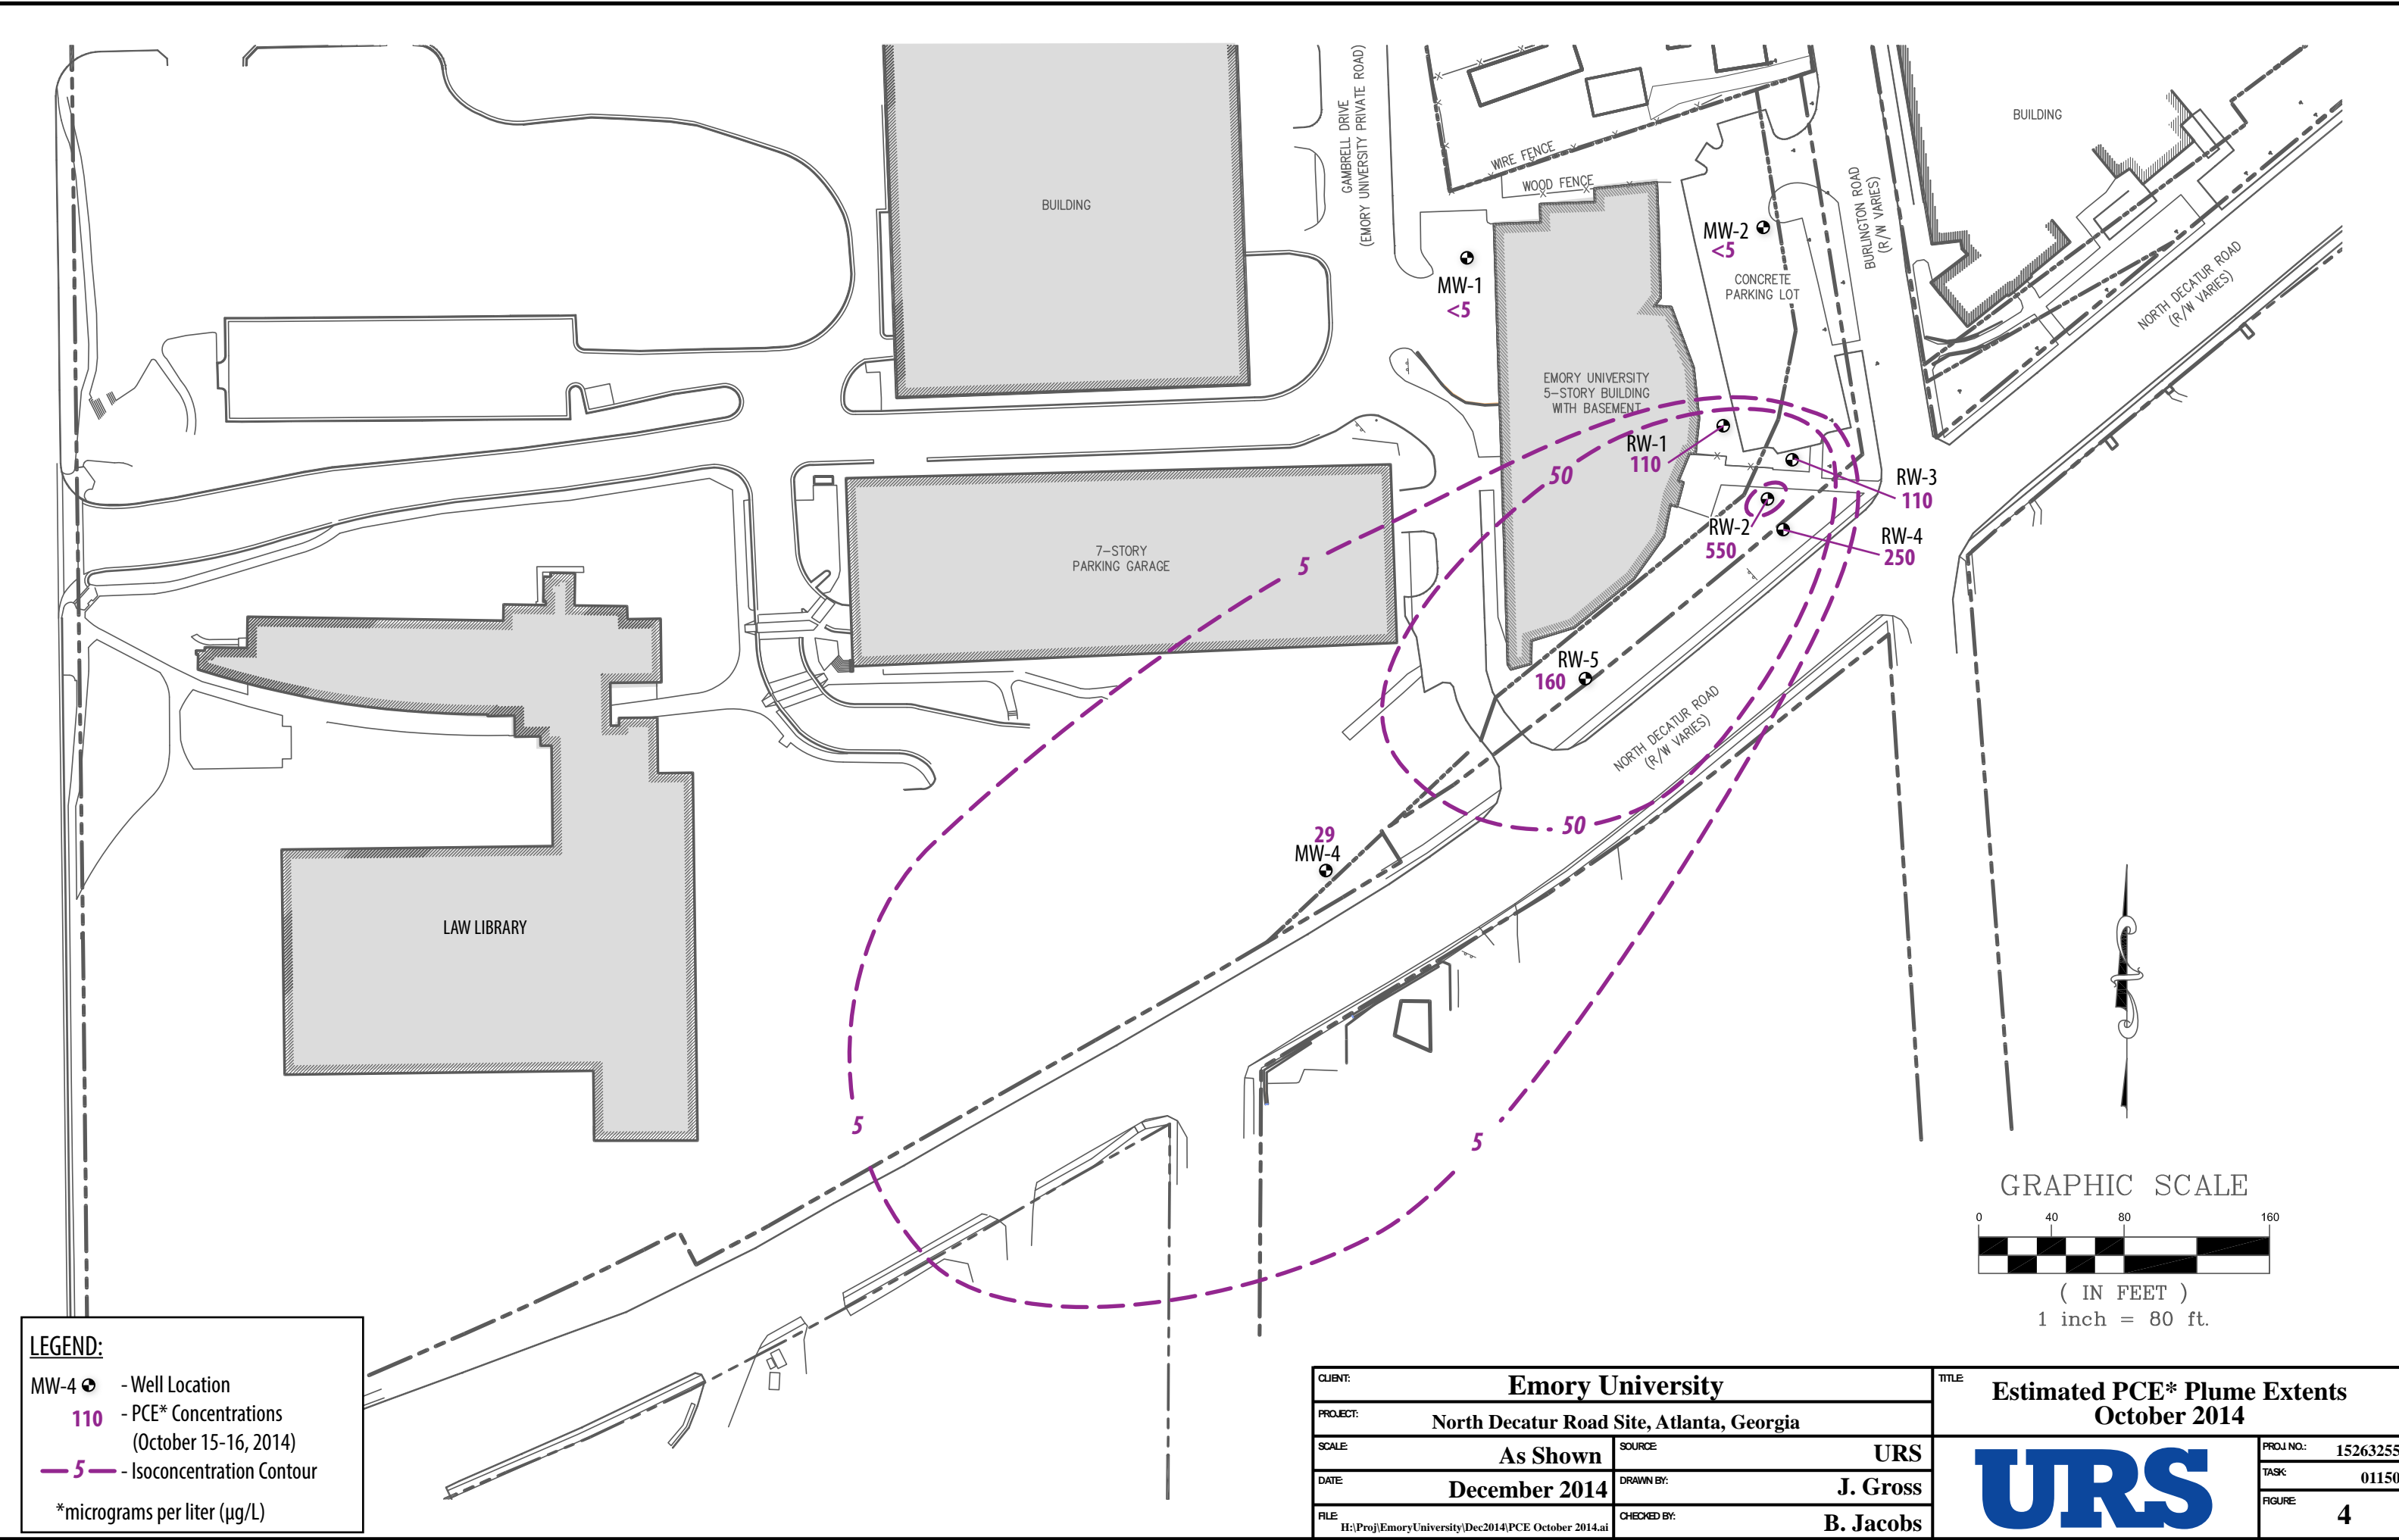 BUILDING
GAMBRELL DRIVE
(EMORY UNIVERSITY PRIVATE ROAD)
WIRE FENCE
WOOD FENCE
BURLINGTON ROAD
(R/W VARIES)
BUILDING
NORTH DECATUR ROAD
(R/W VARIES)
MW-2
<5
MW-1
<5
CONCRETE
PARKING LOT
EMORY UNIVERSITY
5-STORY BUILDING
WITH BASEMENT
RW-1
110
50
RW-3
110
RW-2
550
RW-4
250
5
7-STORY
PARKING GARAGE
RW-5
160
NORTH DECATUR ROAD
(R/W VARIES)
50
29
MW-4
LAW LIBRARY
5
5
GRAPHIC SCALE
0 40 80 160
( IN FEET )
1 inch = 80 ft.
LEGEND:
MW-4 - Well Location
110 - PCE* Concentrations
(October 15-16, 2014)
5 - Isoconcentration Contour
*micrograms per liter (µg/L)
CLIENT: Emory University
PROJECT: North Decatur Road Site, Atlanta, Georgia
SCALE: As Shown
SOURCE: URS
DATE: December 2014
DRAWN BY: J. Gross
FILE: H:\Proj\EmoryUniversity\Dec2014\PCE October 2014.ai
CHECKED BY: B. Jacobs
TITLE: Estimated PCE* Plume Extents
October 2014
URS
PROJ. NO.: 15263255
TASK: 01150
FIGURE: 4